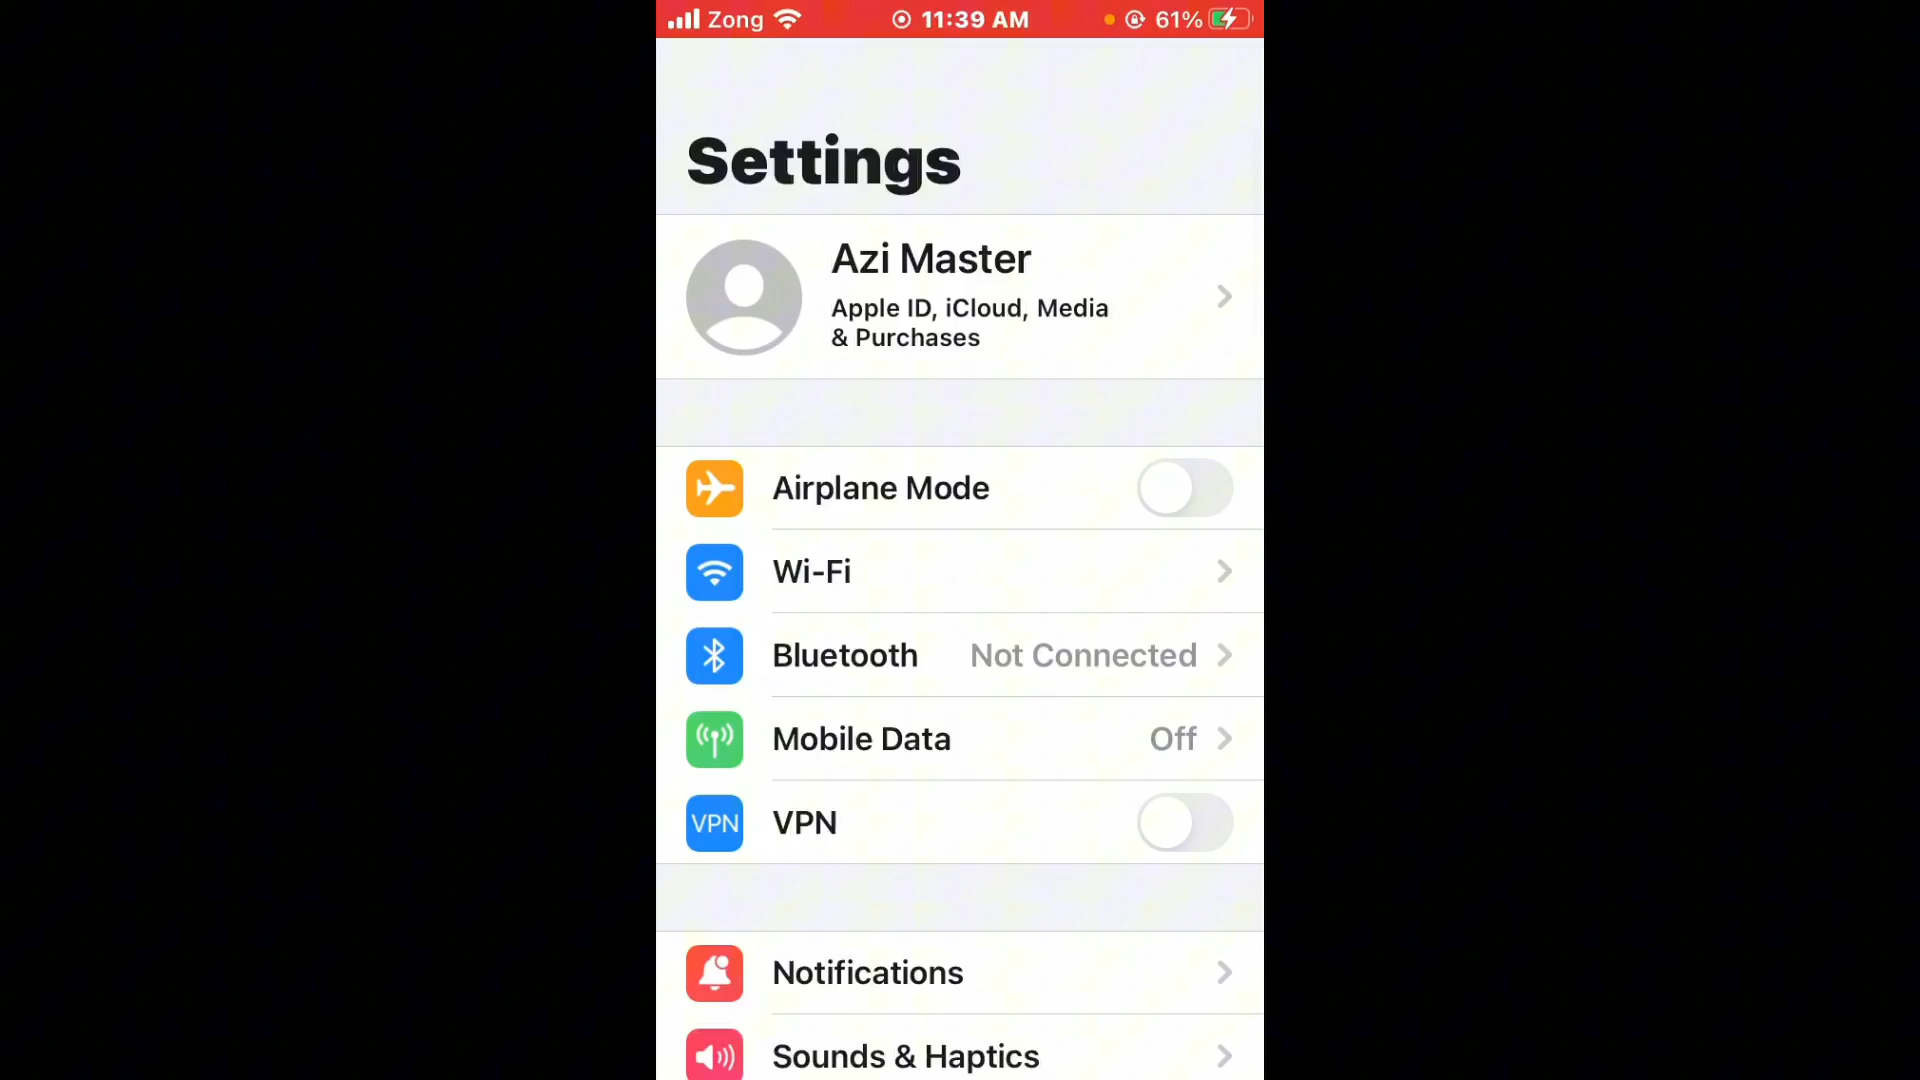 Zong 11:39 AM 61%
Settings
Azi Master
Apple ID, iCloud, Media
& Purchases
Airplane Mode
Wi-Fi
Bluetooth Not Connected
Mobile Data Off
VPN VPN
Notifications
Sounds & Haptics